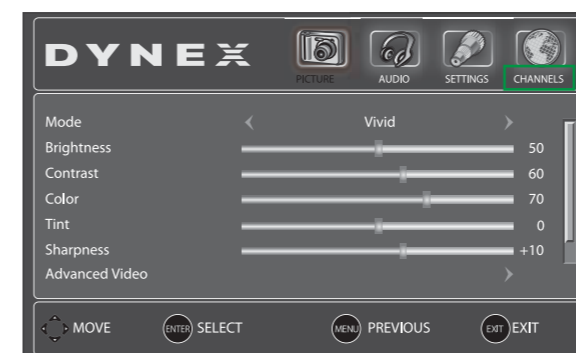 DYNEX
PICTURE AUDIO SETTINGS CHANNELS
Mode Vivid
Brightness 50
Contrast 60
Color 70
Tint 0
Sharpness +10
Advanced Video
MOVE ENTER SELECT MENU PREVIOUS EXIT EXIT